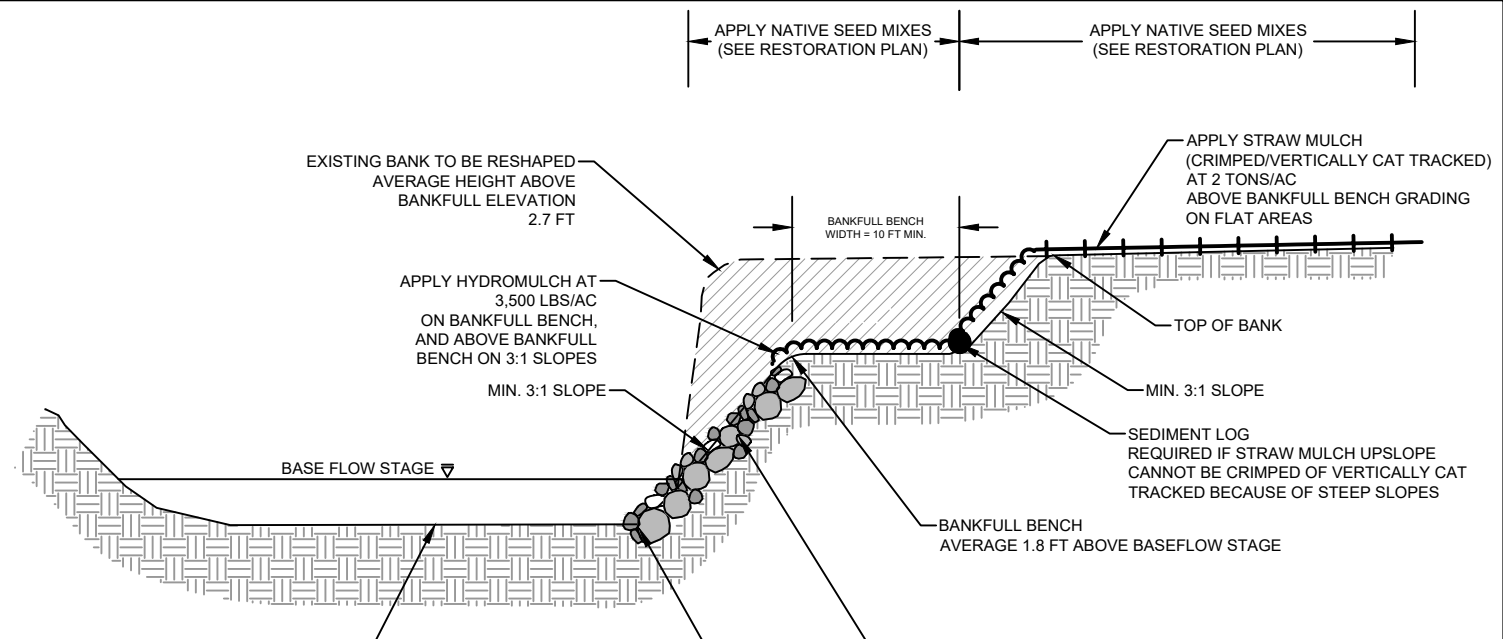 APPLY NATIVE SEED MIXES
(SEE RESTORATION PLAN)
APPLY NATIVE SEED MIXES
(SEE RESTORATION PLAN)
EXISTING BANK TO BE RESHAPED
AVERAGE HEIGHT ABOVE
BANKFULL ELEVATION
2.7 FT
APPLY STRAW MULCH
(CRIMPED/VERTICALLY CAT TRACKED)
AT 2 TONS/AC
ABOVE BANKFULL BENCH GRADING
ON FLAT AREAS
BANKFULL BENCH
WIDTH = 10 FT MIN.
APPLY HYDROMULCH AT
3,500 LBS/AC
ON BANKFULL BENCH,
AND ABOVE BANKFULL
BENCH ON 3:1 SLOPES
TOP OF BANK
MIN. 3:1 SLOPE
MIN. 3:1 SLOPE
SEDIMENT LOG
REQUIRED IF STRAW MULCH UPSLOPE
CANNOT BE CRIMPED OF VERTICALLY CAT
TRACKED BECAUSE OF STEEP SLOPES
BASE FLOW STAGE
BANKFULL BENCH
AVERAGE 1.8 FT ABOVE BASEFLOW STAGE